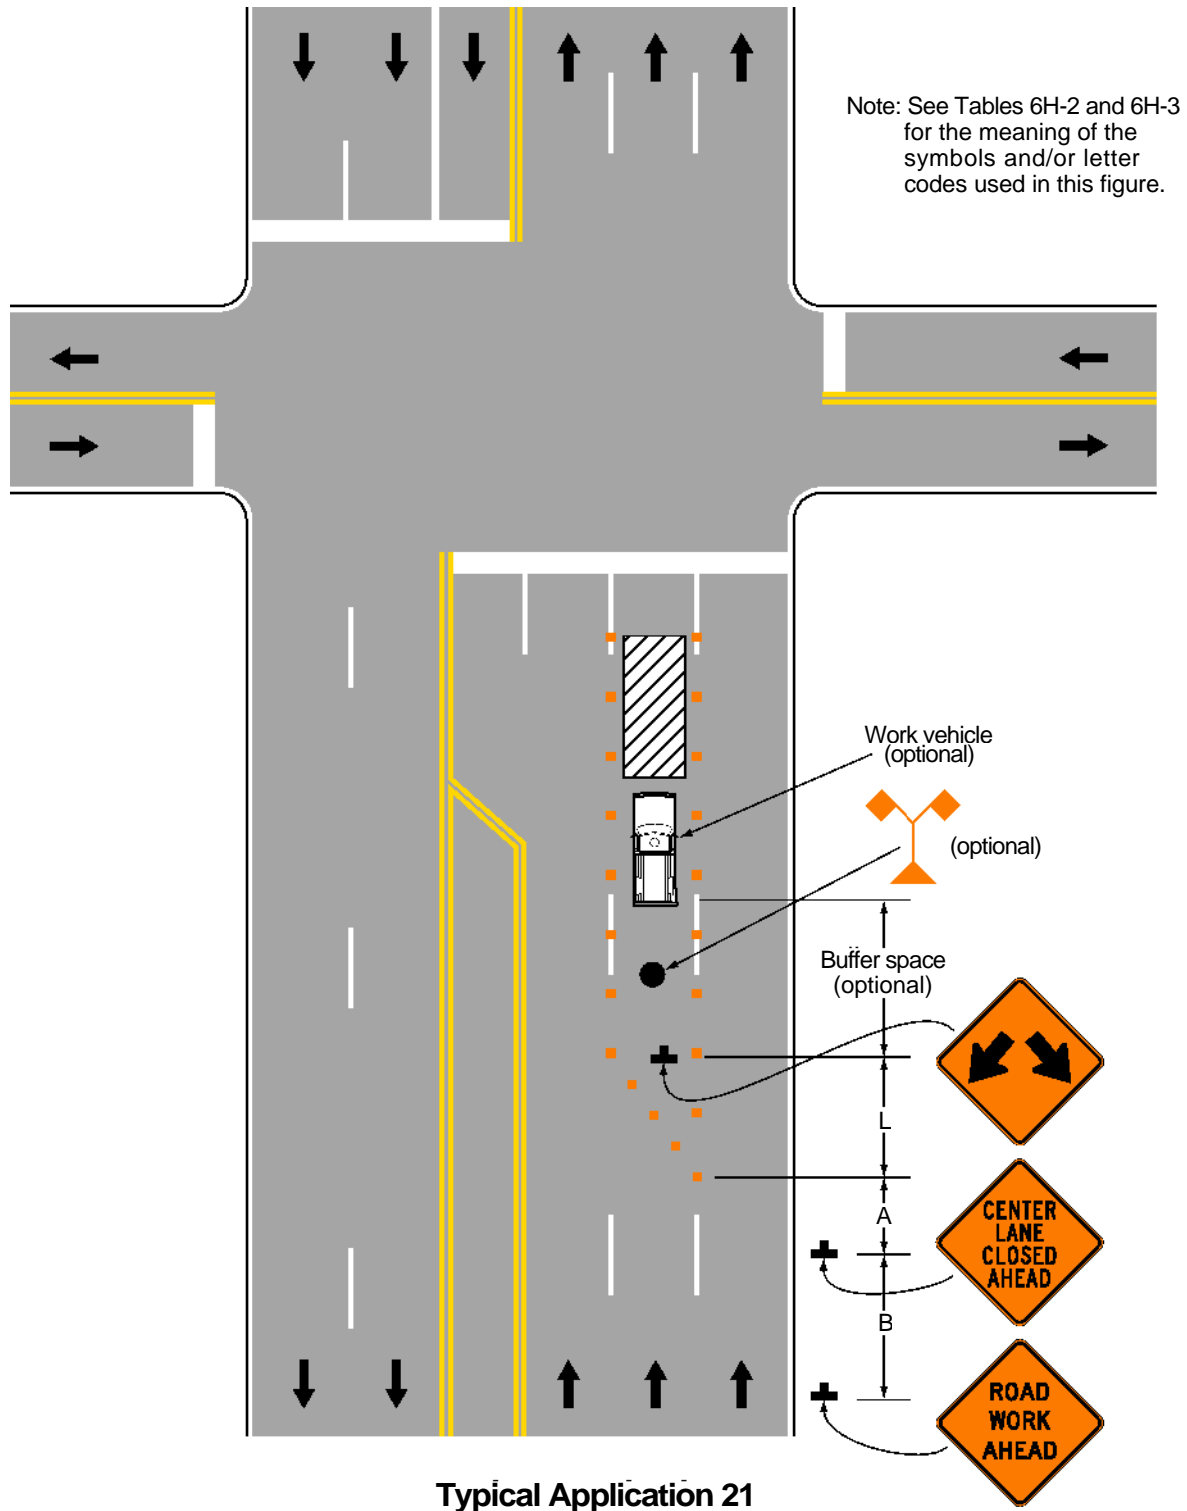 Note: See Tables 6H-2 and 6H-3
for the meaning of the
symbols and/or letter
codes used in this figure.
Work vehicle
(optional)
(optional)
Buffer space
(optional)
L
A
CENTER
LANE
CLOSED
AHEAD
B
ROAD
WORK
AHEAD
Typical Application 21